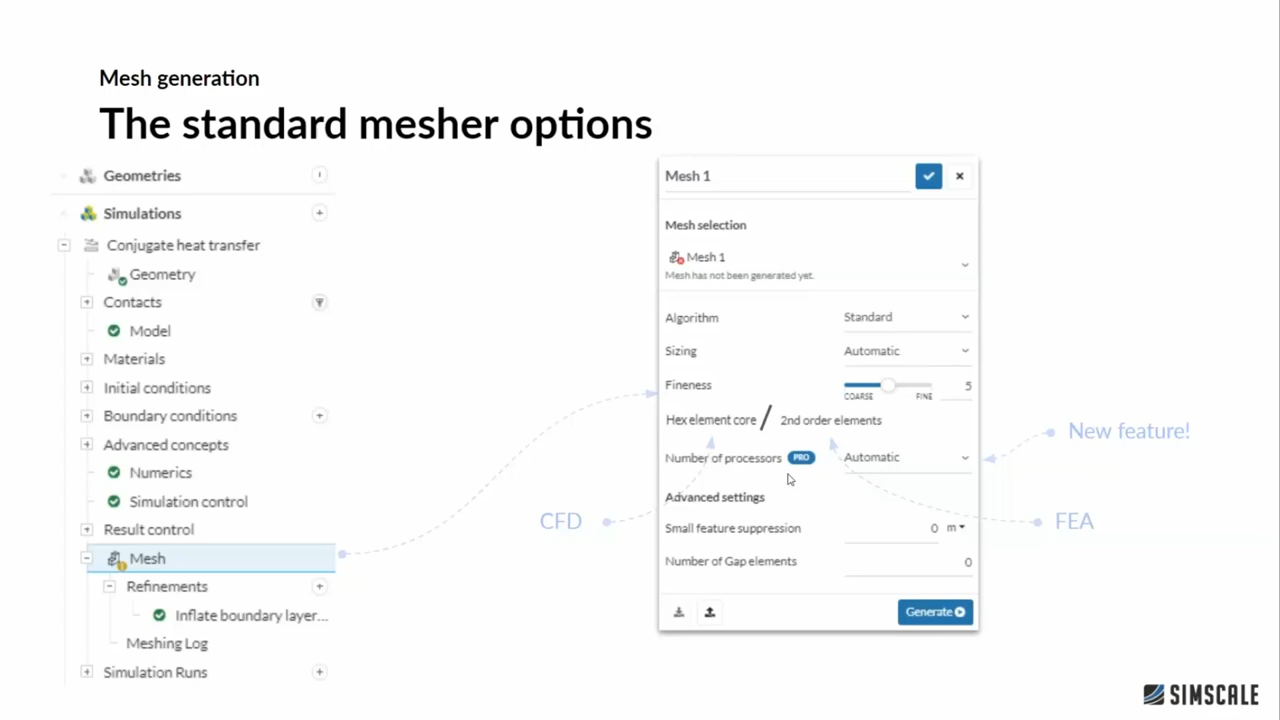 Mesh generation
The standard mesher options
Geometries
Simulations
Conjugate heat transfer
Geometry
Contacts
Model
Materials
Initial conditions
Boundary conditions
Advanced concepts
Numerics
Simulation control
Result control
Mesh
Refinements
Inflate boundary layer...
Meshing Log
Simulation Runs
Mesh 1
Mesh selection
Mesh 1
Mesh has not been generated yet.
Algorithm Standard
Sizing Automatic
Fineness 5
COARSE FINE
Hex element core / 2nd order elements
Number of processors PRO Automatic
Advanced settings
Small feature suppression 0 m
Number of Gap elements 0
Generate
CFD
New feature!
FEA
SIMSCALE